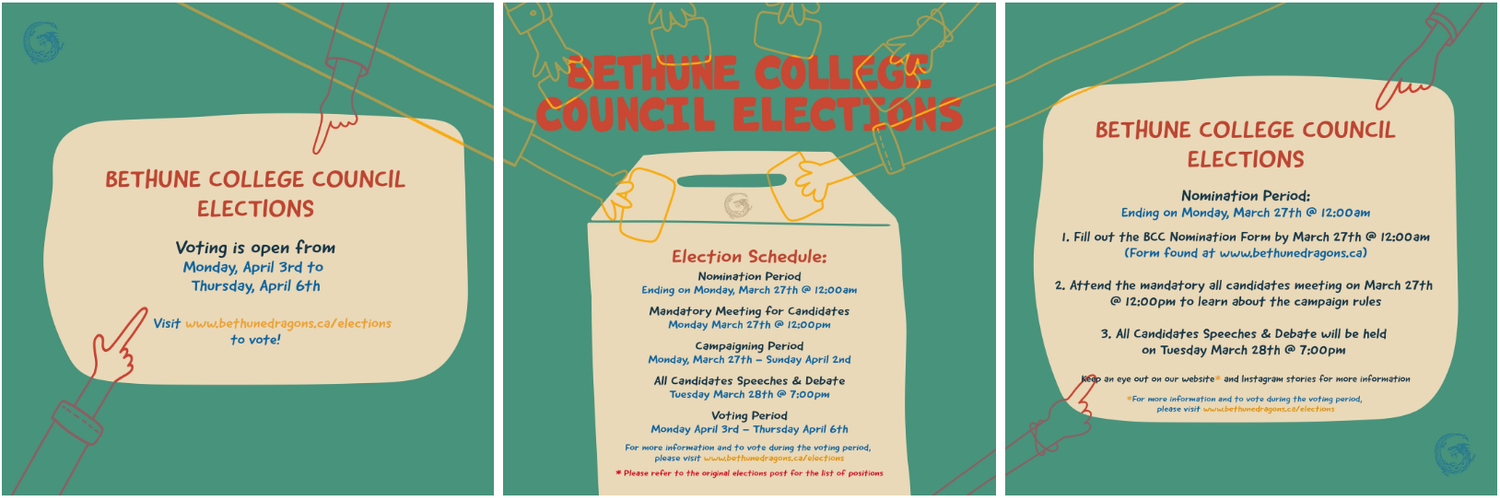 BETHUNE COLLEGE COUNCIL
ELECTIONS
Voting is open from
Monday, April 3rd to
Thursday, April 6th
Visit www.bethunedragons.ca/elections
to vote!
BETHUNE COLLEGE
COUNCIL ELECTIONS
Election Schedule:
Nomination Period
Ending on Monday, March 27th @ 12:00am
Mandatory Meeting for Candidates
Monday March 27th @ 12:00pm
Campaigning Period
Monday, March 27th – Sunday April 2nd
All Candidates Speeches & Debate
Tuesday March 28th @ 7:00pm
Voting Period
Monday April 3rd – Thursday April 6th
For more information and to vote during the voting period,
please visit www.bethunedragons.ca/elections
* Please refer to the original elections post for the list of positions
BETHUNE COLLEGE COUNCIL
ELECTIONS
Nomination Period:
Ending on Monday, March 27th @ 12:00am
1. Fill out the BCC Nomination Form by March 27th @ 12:00am
(Form found at www.bethunedragons.ca)
2. Attend the mandatory all candidates meeting on March 27th
@ 12:00pm to learn about the campaign rules
3. All Candidates Speeches & Debate will be held
on Tuesday March 28th @ 7:00pm
Keep an eye out on our website* and Instagram stories for more information
*For more information and to vote during the voting period,
please visit www.bethunedragons.ca/elections